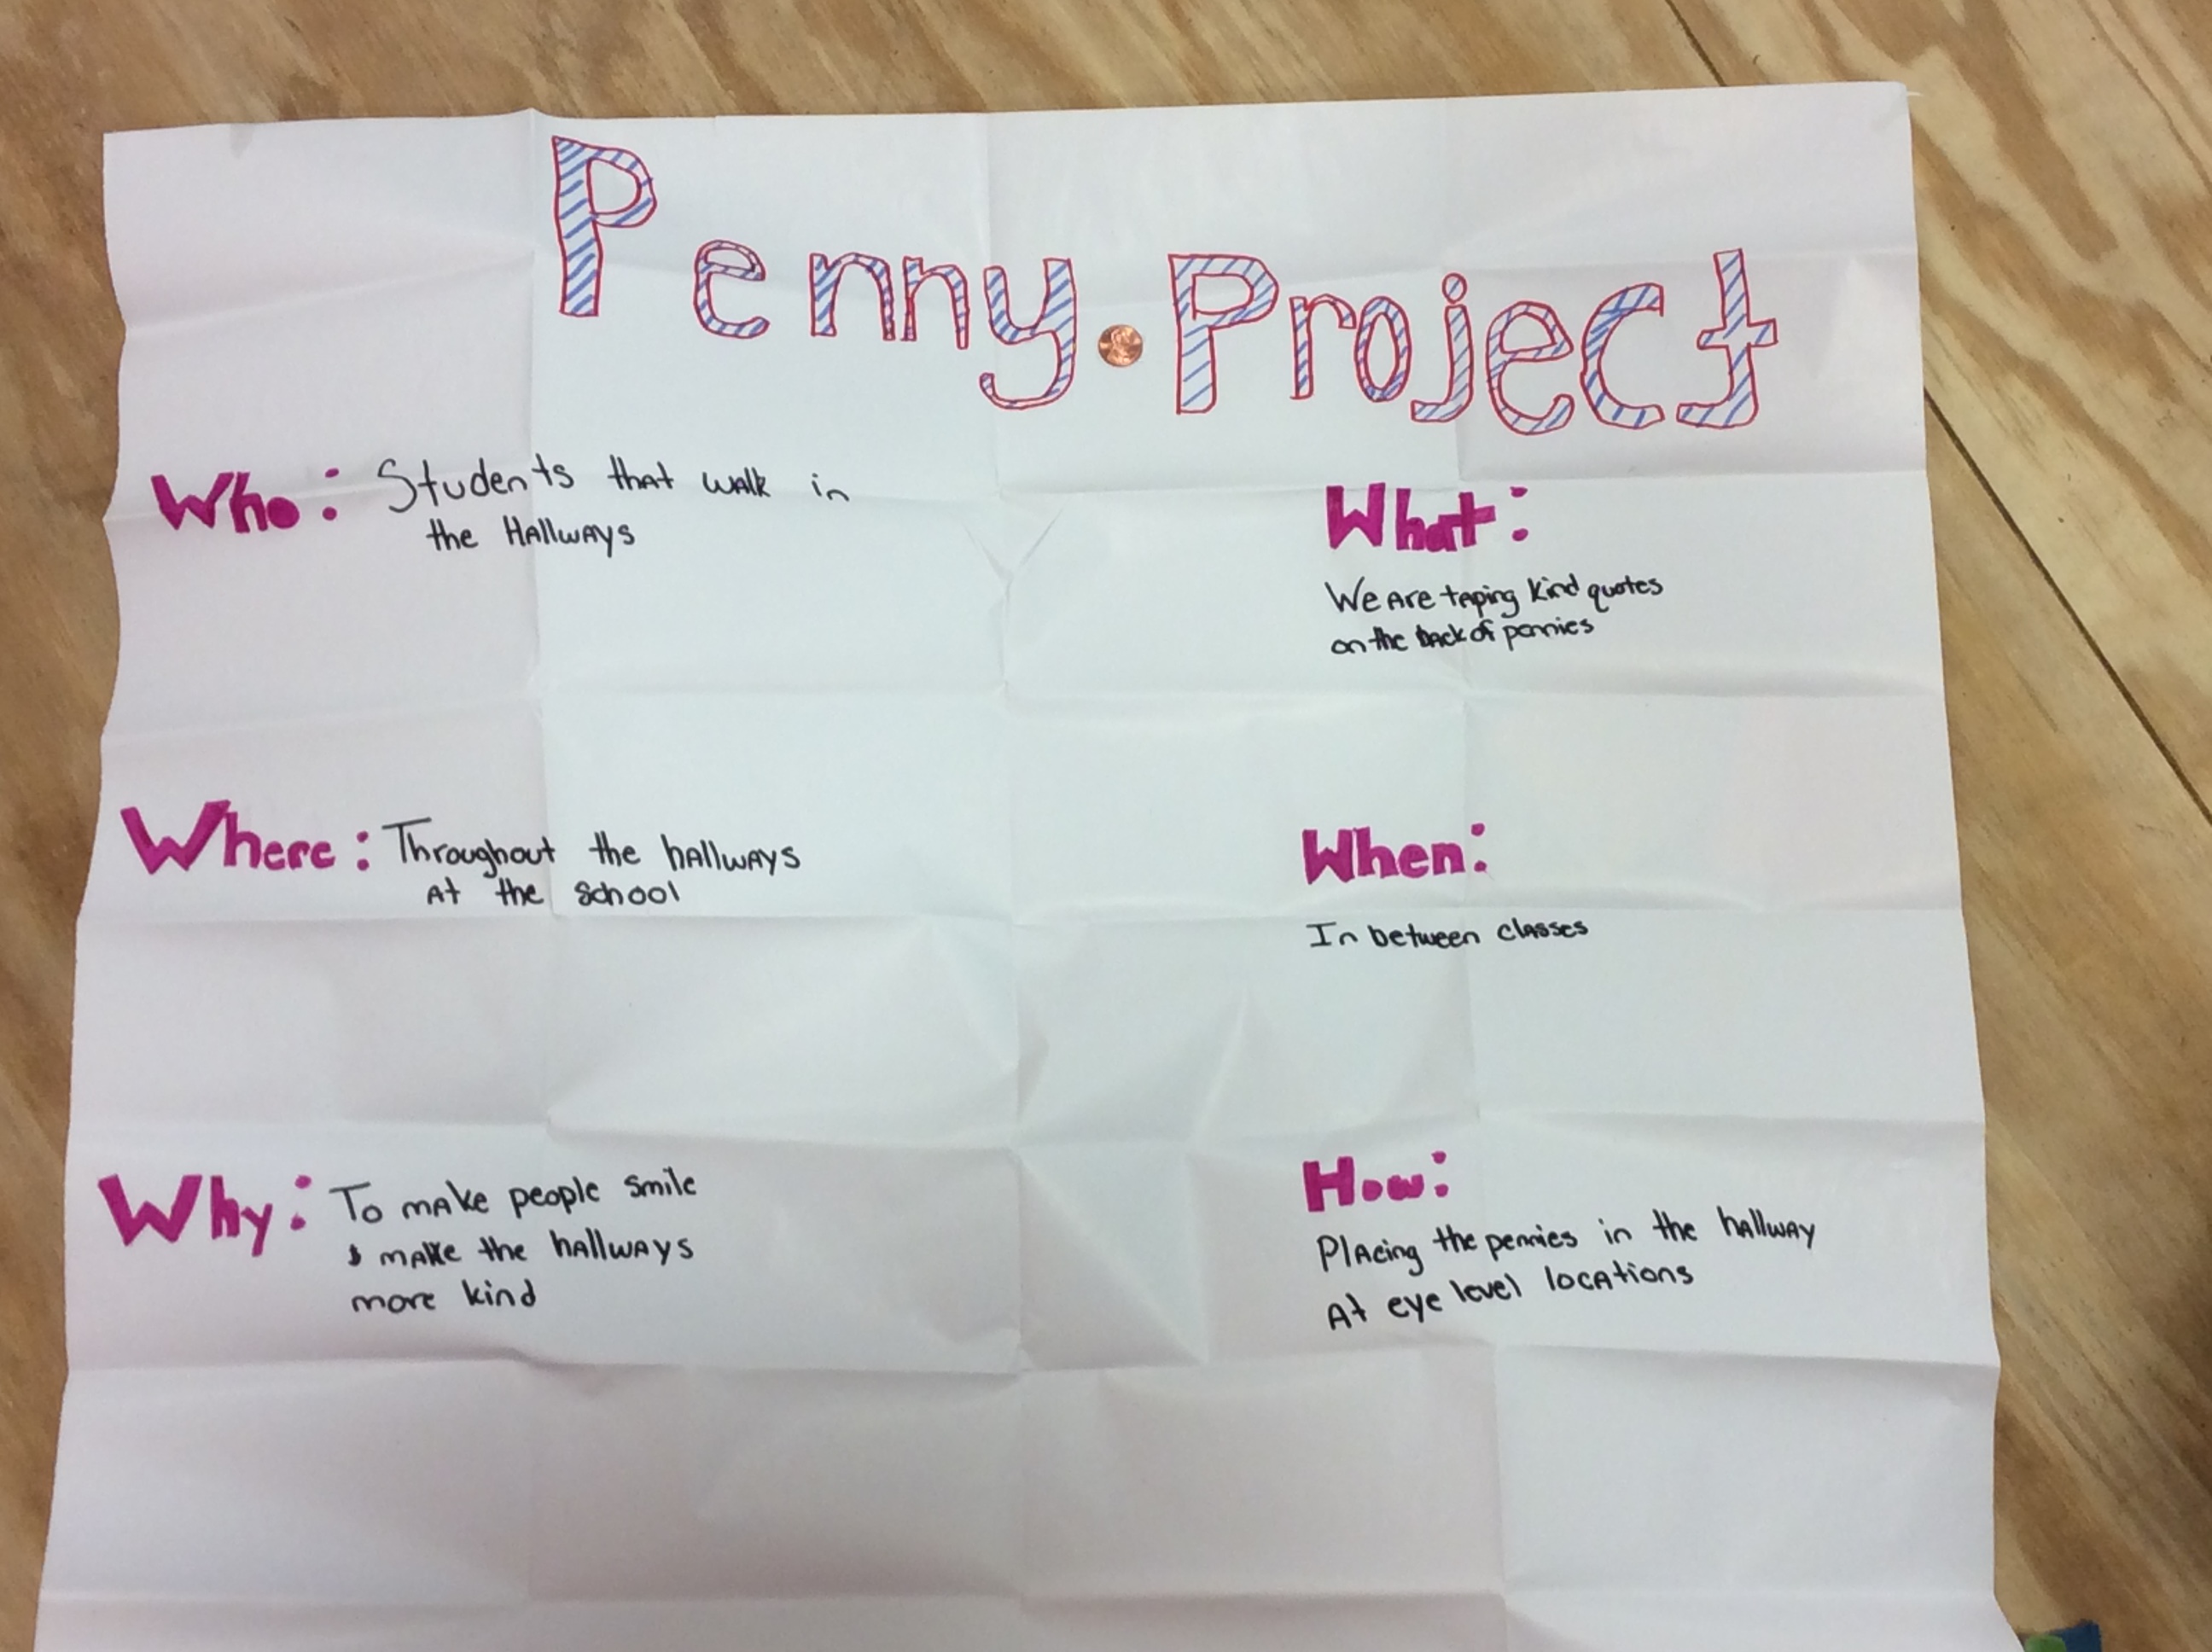 Penny Project
Who: Students that walk in
the Hallways
What:
We Are taping kind quotes
on the back of pennies
Where: Throughout the hallways
At the school
When:
In between classes
Why: To make people smile
& make the hallways
more kind
How:
Placing the pennies in the hallway
At eye level locations